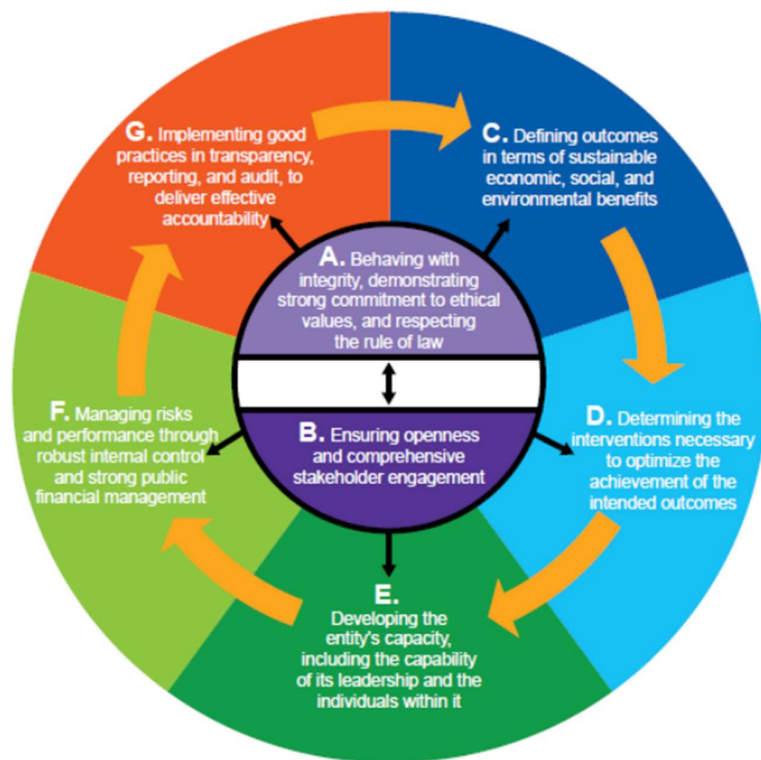 G. Implementing good
practices in transparency,
reporting, and audit, to
deliver effective
accountability
C. Defining outcomes
in terms of sustainable
economic, social, and
environmental benefits
A. Behaving with
integrity, demonstrating
strong commitment to ethical
values, and respecting
the rule of law
F. Managing risks
and performance through
robust internal control
and strong public
financial management
B. Ensuring openness
and comprehensive
stakeholder engagement
D. Determining the
interventions necessary
to optimize the
achievement of the
intended outcomes
E.
Developing the
entity's capacity,
including the capability
of its leadership and the
individuals within it